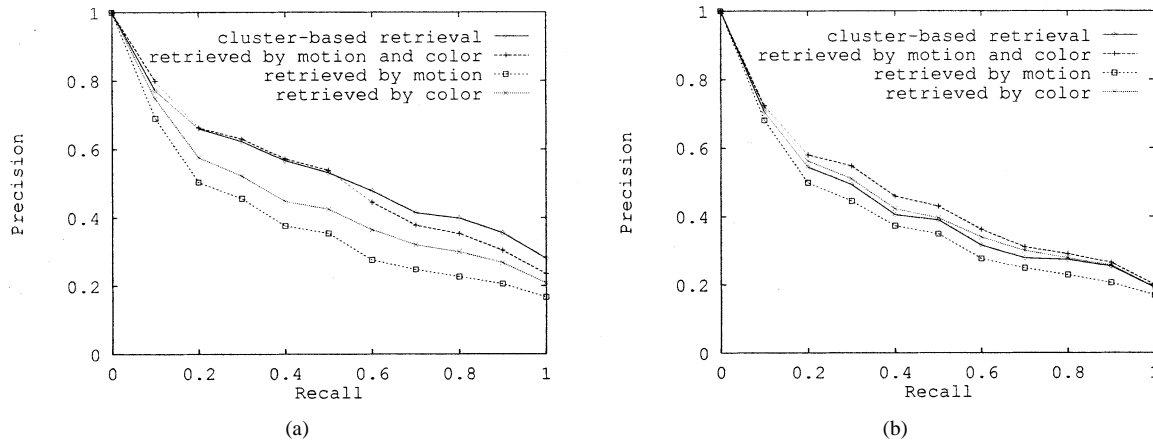 1
0.8
0.6
0.4
0.2
0
Precision
cluster-based retrieval
retrieved by motion and color
retrieved by motion
retrieved by color
0 0.2 0.4 0.6 0.8 1
Recall
(a)
1
0.8
0.6
0.4
0.2
0
Precision
cluster-based retrieval
retrieved by motion and color
retrieved by motion
retrieved by color
0 0.2 0.4 0.6 0.8 1
Recall
(b)